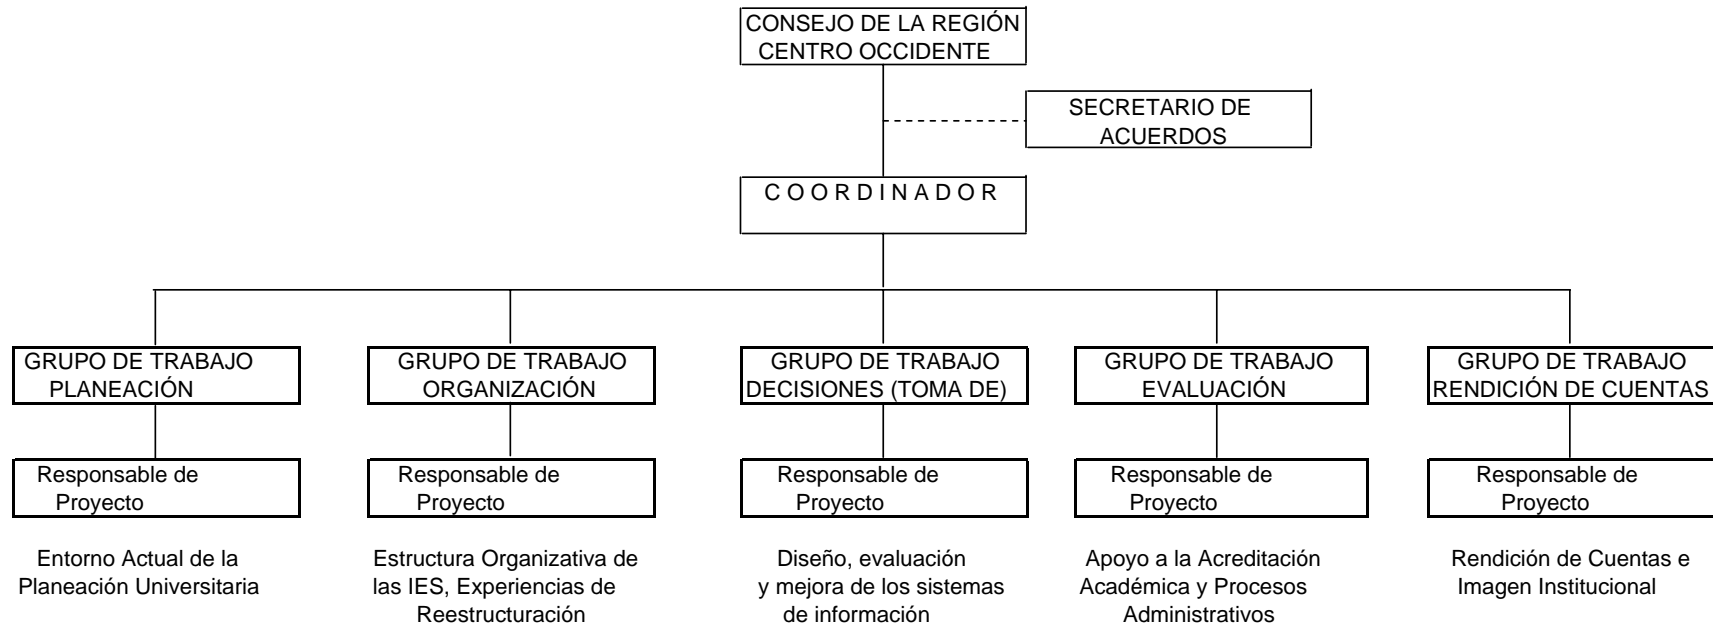 CONSEJO DE LA REGIÓN
CENTRO OCCIDENTE
SECRETARIO DE
ACUERDOS
C O O R D I N A D O R
GRUPO DE TRABAJO
PLANEACIÓN
GRUPO DE TRABAJO
ORGANIZACIÓN
GRUPO DE TRABAJO
DECISIONES (TOMA DE)
GRUPO DE TRABAJO
EVALUACIÓN
GRUPO DE TRABAJO
RENDICIÓN DE CUENTAS
Responsable de
Proyecto
Responsable de
Proyecto
Responsable de
Proyecto
Responsable de
Proyecto
Responsable de
Proyecto
Entorno Actual de la
Planeación Universitaria
Estructura Organizativa de
las IES, Experiencias de
Reestructuración
Diseño, evaluación
y mejora de los sistemas
de información
Apoyo a la Acreditación
Académica y Procesos
Administrativos
Rendición de Cuentas e
Imagen Institucional